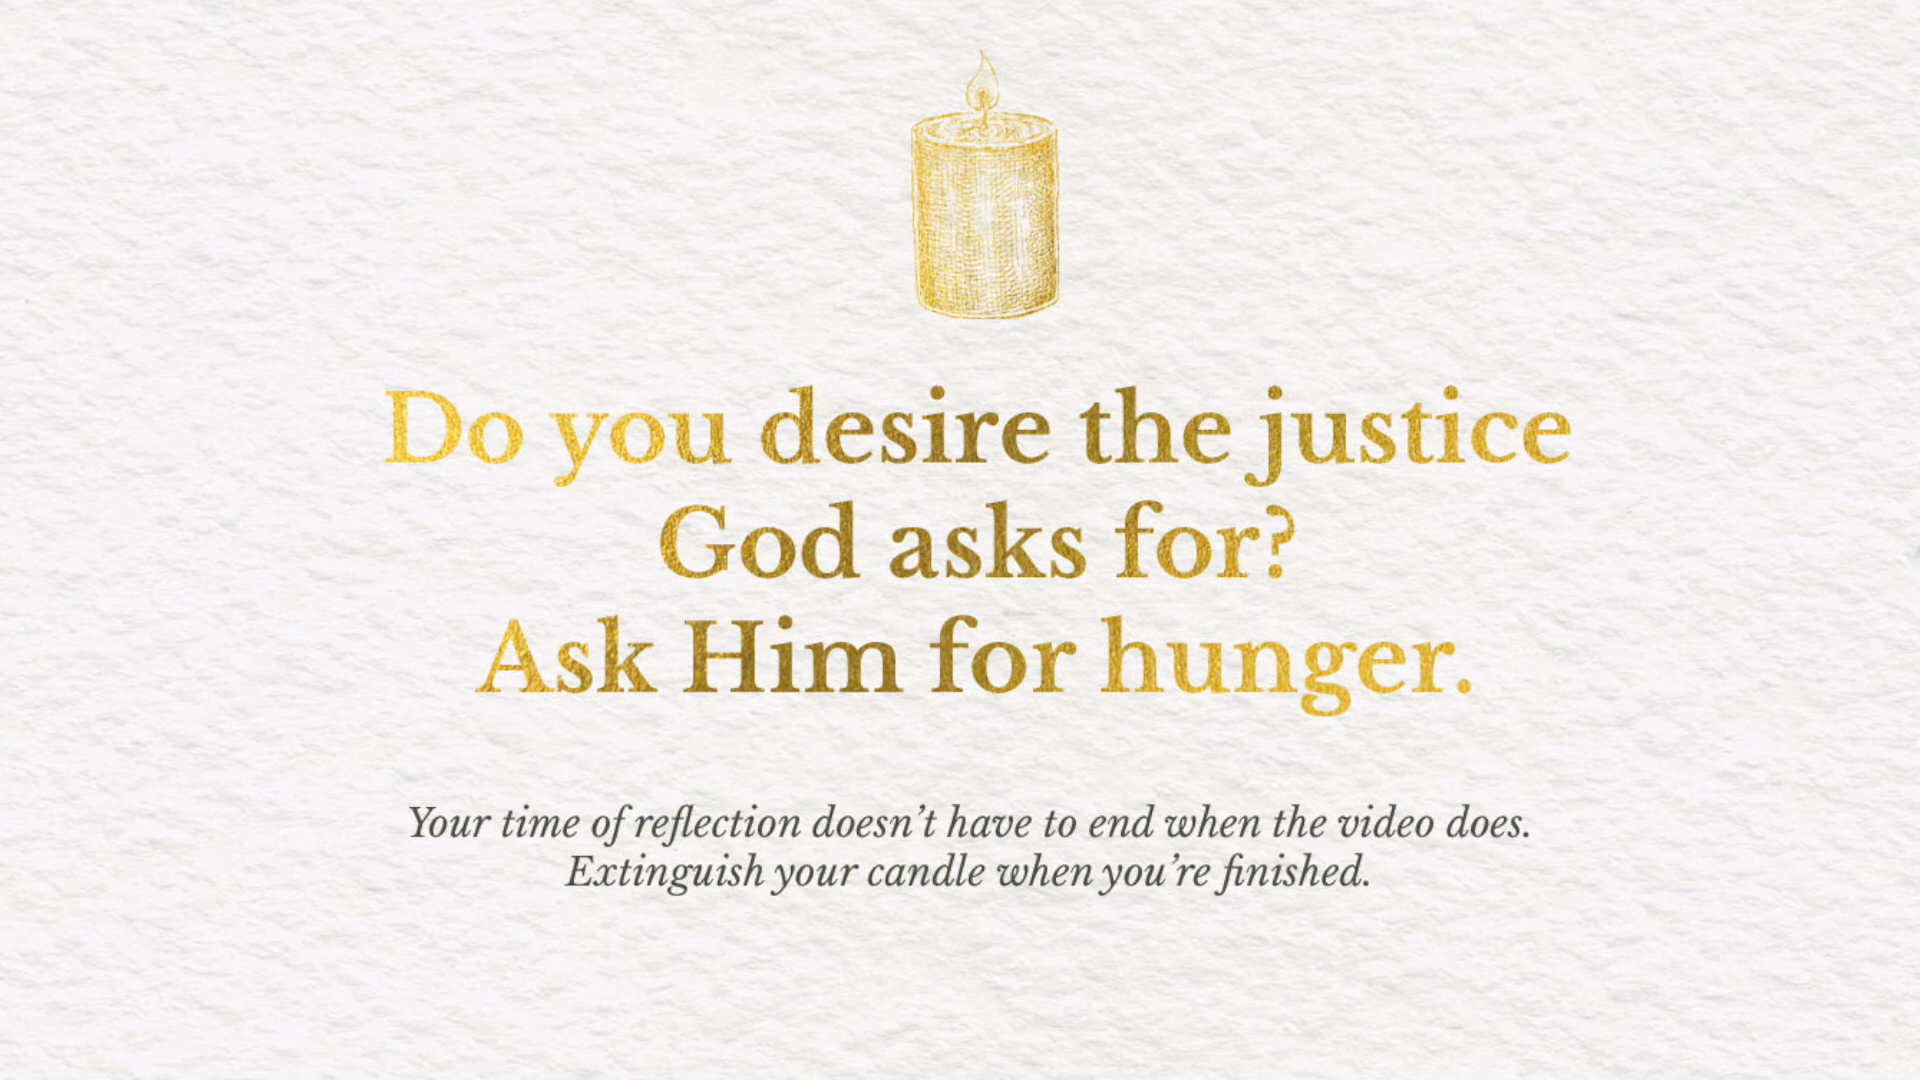 Do you desire the justice
God asks for?
Ask Him for hunger.
Your time of reflection doesn’t have to end when the video does.
Extinguish your candle when you’re finished.